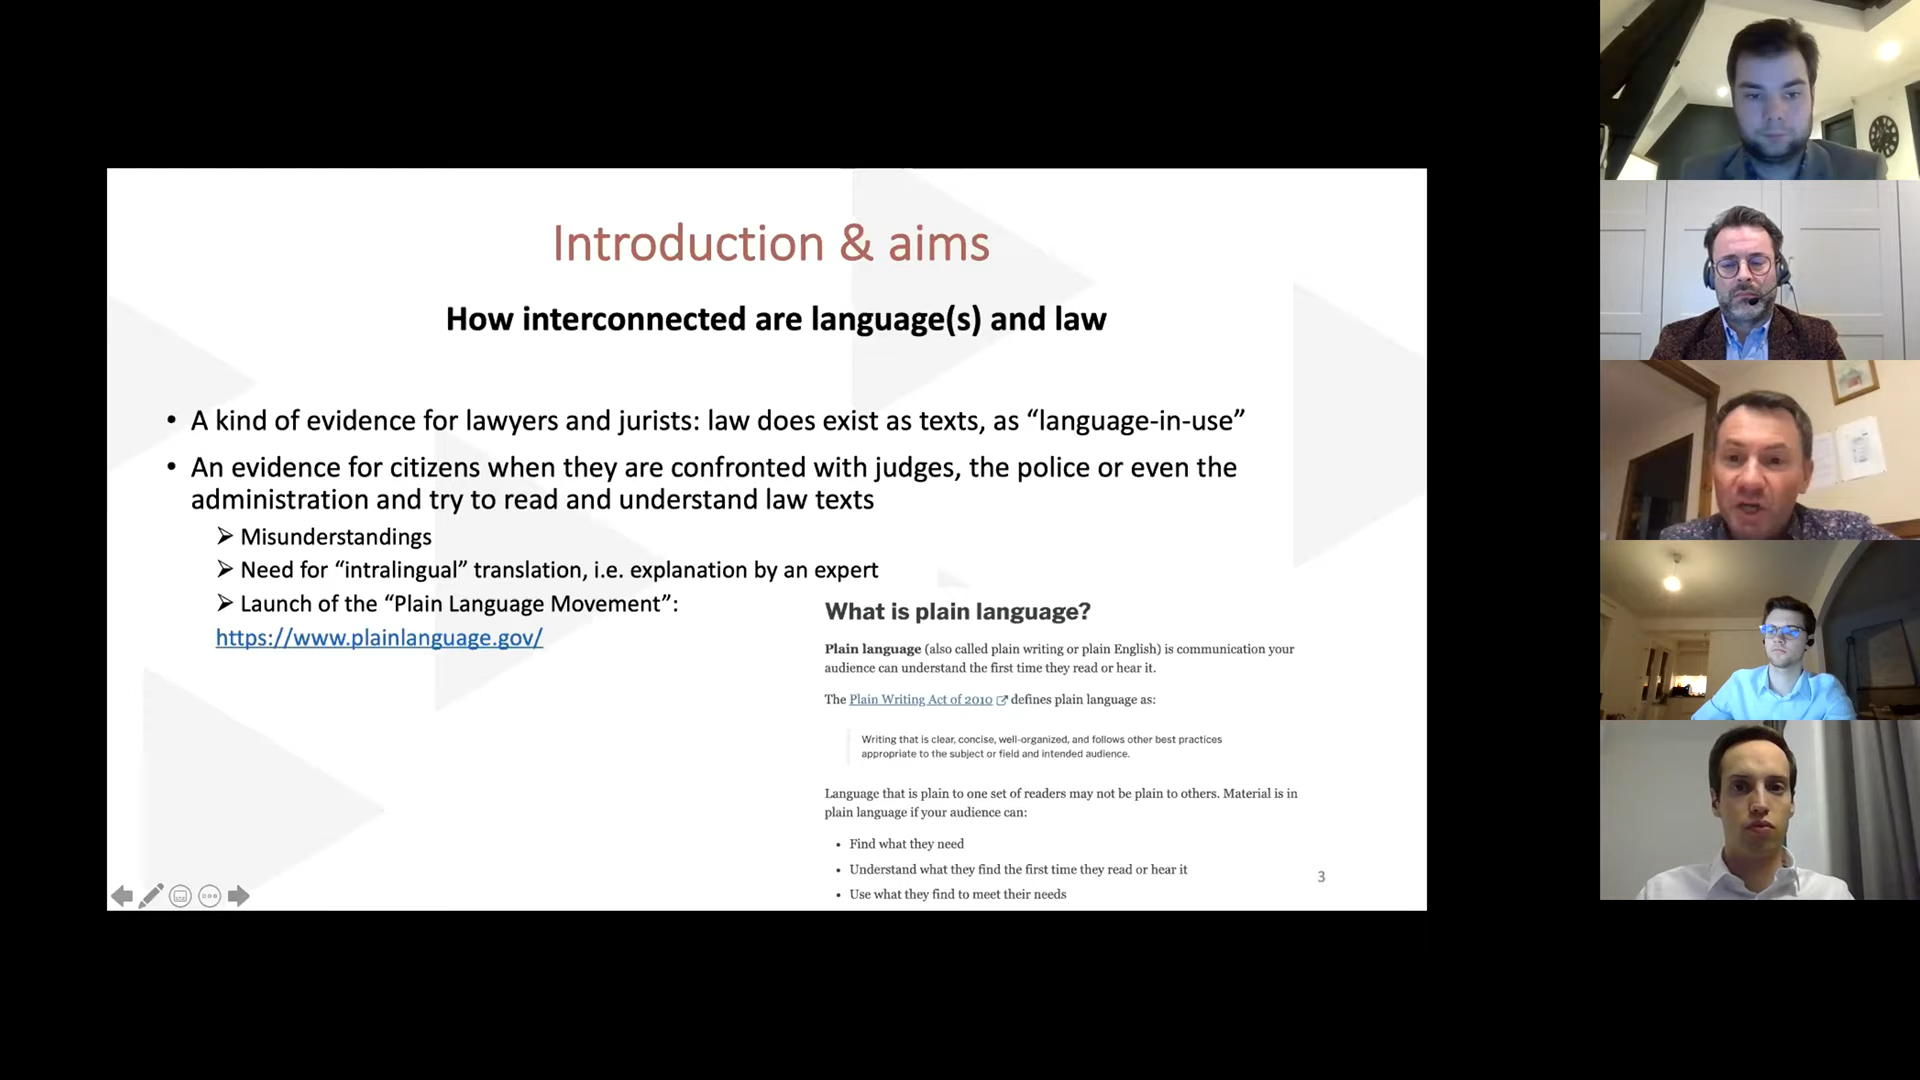 Introduction & aims
How interconnected are language(s) and law
• A kind of evidence for lawyers and jurists: law does exist as texts, as “language-in-use”
• An evidence for citizens when they are confronted with judges, the police or even the
administration and try to read and understand law texts
➢ Misunderstandings
➢ Need for “intralingual” translation, i.e. explanation by an expert
➢ Launch of the “Plain Language Movement”:
https://www.plainlanguage.gov/
What is plain language?
Plain language (also called plain writing or plain English) is communication your
audience can understand the first time they read or hear it.
The Plain Writing Act of 2010 defines plain language as:
Writing that is clear, concise, well-organized, and follows other best practices
appropriate to the subject or field and intended audience.
Language that is plain to one set of readers may not be plain to others. Material is in
plain language if your audience can:
• Find what they need
• Understand what they find the first time they read or hear it
• Use what they find to meet their needs
3